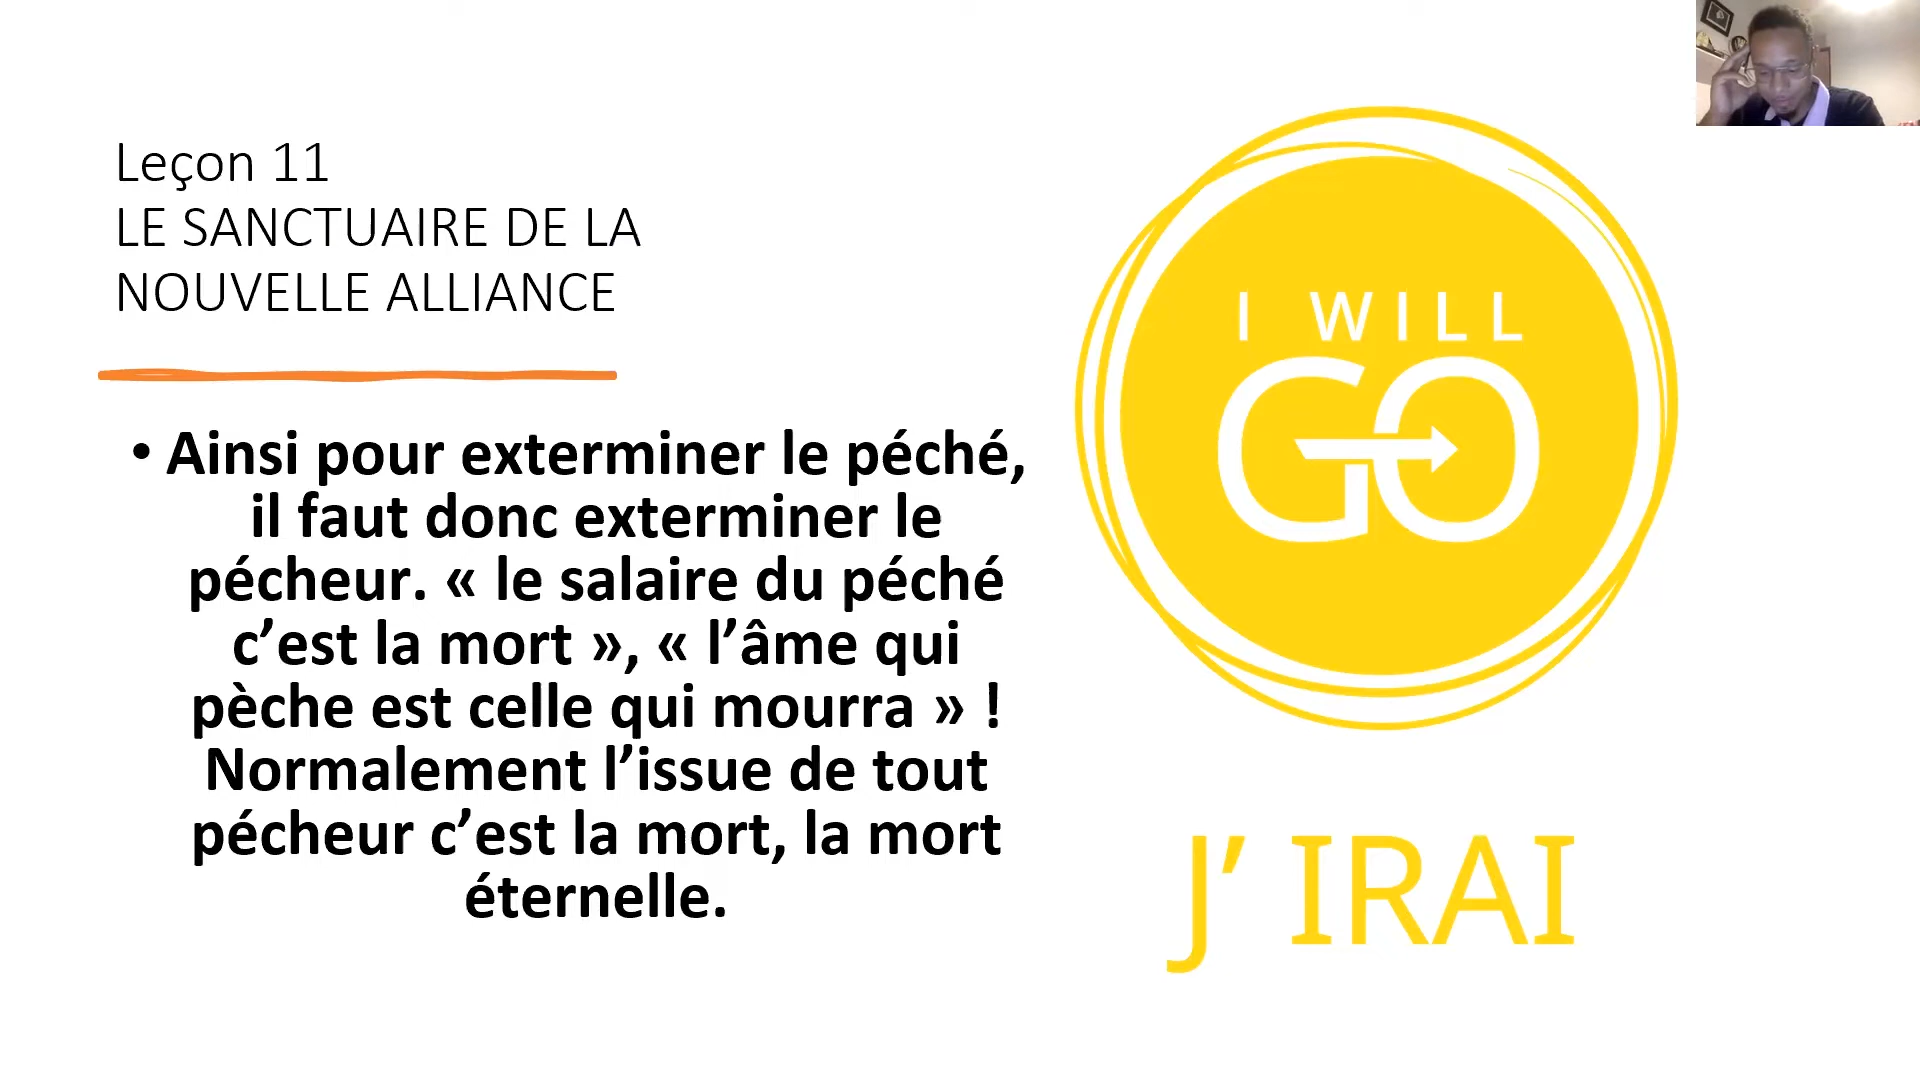 Leçon 11
LE SANCTUAIRE DE LA
NOUVELLE ALLIANCE
• Ainsi pour exterminer le péché,
il faut donc exterminer le
pécheur. « le salaire du péché
c’est la mort », « l’âme qui
pèche est celle qui mourra » !
Normalement l’issue de tout
pécheur c’est la mort, la mort
éternelle.
I WILL
GO
J’ IRAI